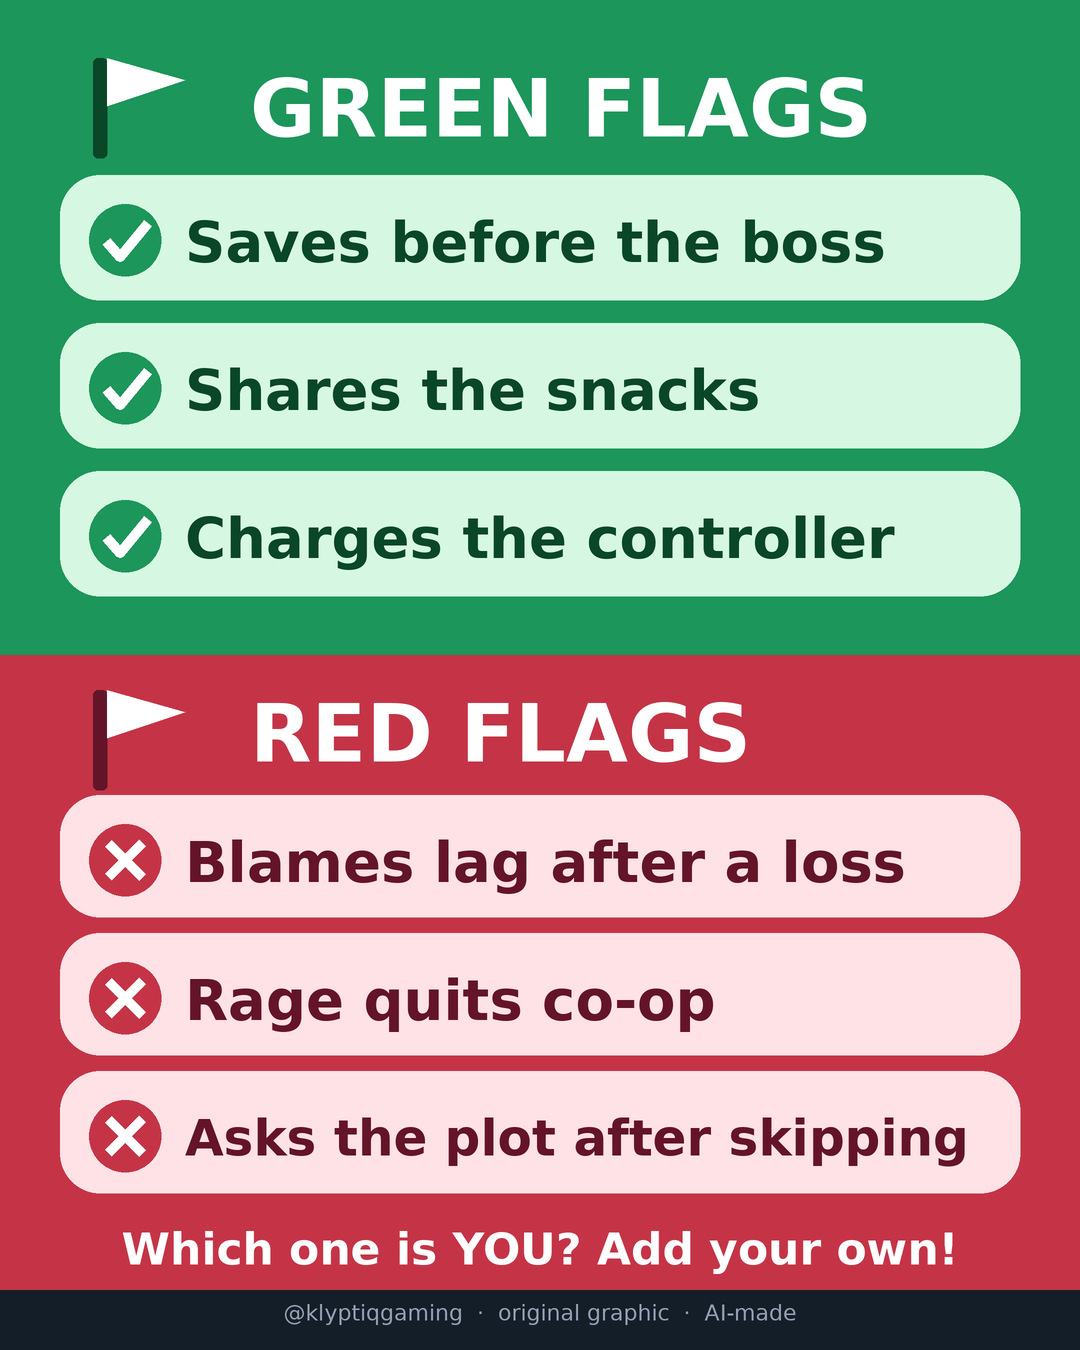 GREEN FLAGS
Saves before the boss
Shares the snacks
Charges the controller
RED FLAGS
Blames lag after a loss
Rage quits co-op
Asks the plot after skipping
Which one is YOU? Add your own!
@klyptiqgaming · original graphic · AI-made